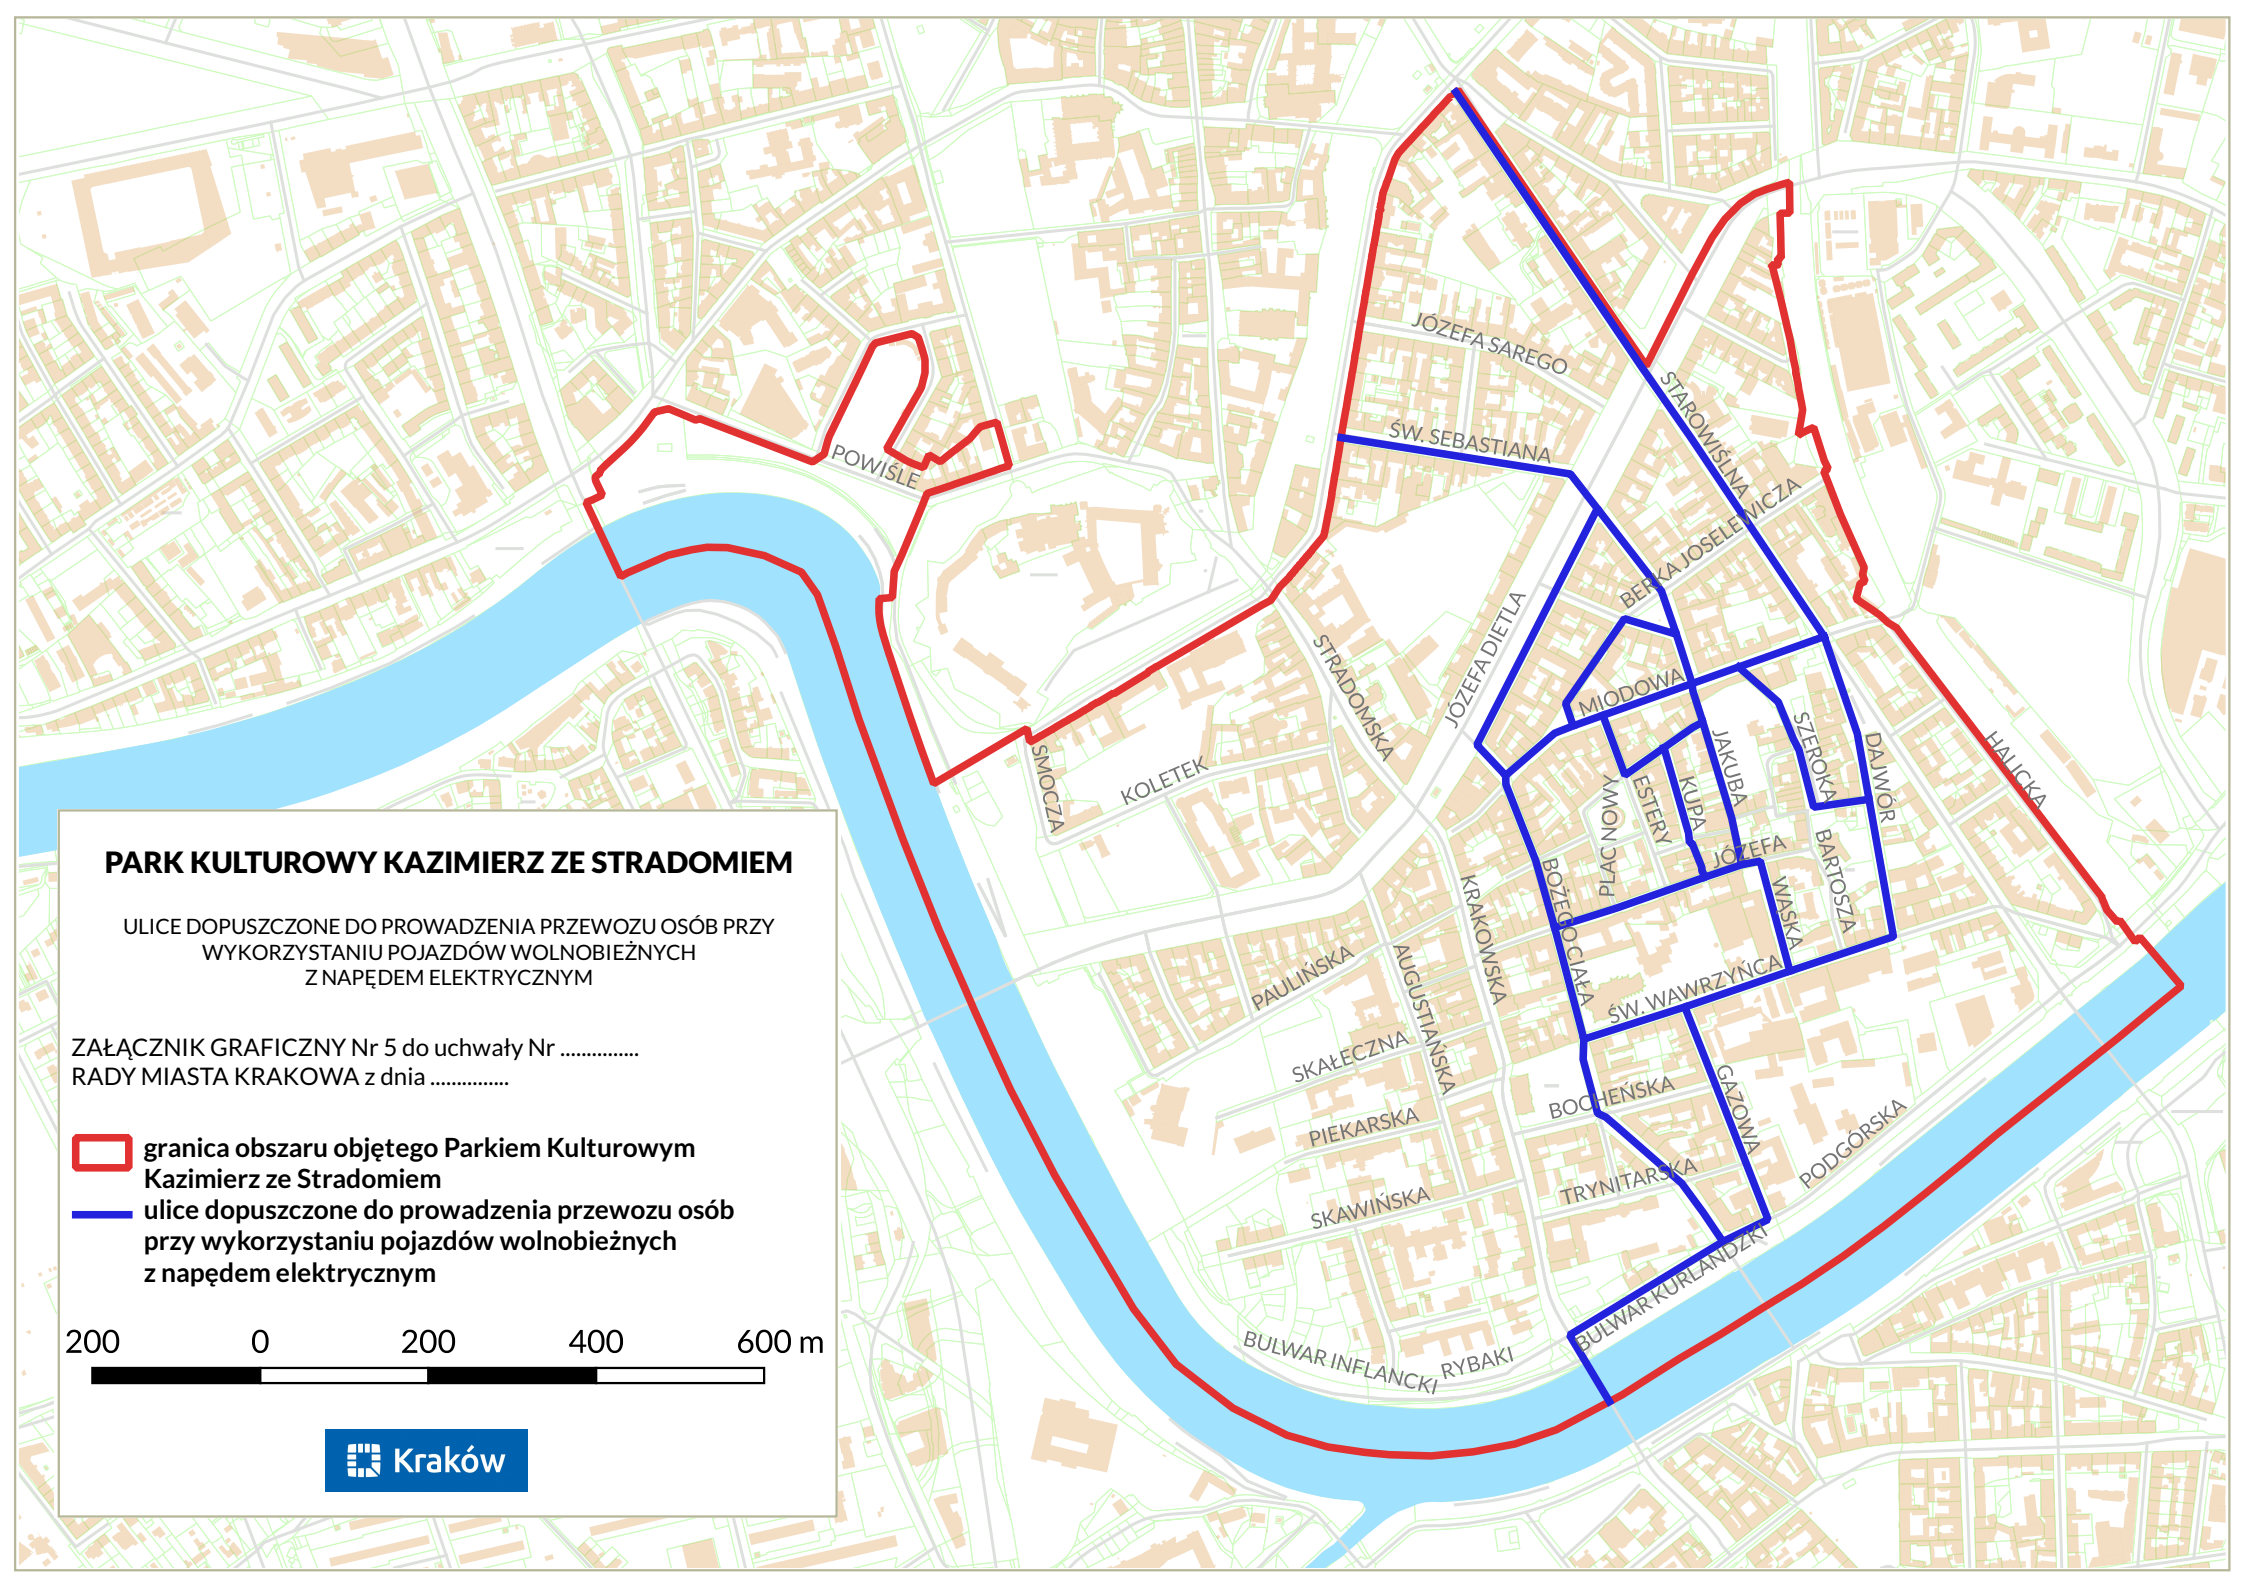 JÓZEFA SAREGO
STAROWIŚLNA
ŚW. SEBASTIANA
POWIŚLE
BERKA JOSELEWICZA
JÓZEFA DIETLA
STRADOMSKA
MIODOWA
SMOCZA
KOLETEK
SZEROKA
JAKUBA
DAJWÓR
HALICKA
PLAC NOWY
ESTERY
KUPA
JÓZEFA
BARTOSZA
BOŻEGO CIAŁA
KRAKOWSKA
WĄSKA
PAULIŃSKA
AUGUSTIAŃSKA
ŚW. WAWRZYŃCA
SKAŁECZNA
BOCHEŃSKA
GAZOWA
PIEKARSKA
PODGÓRSKA
TRYNITARSKA
SKAWIŃSKA
BULWAR KURLANDZKI
BULWAR INFLANCKI
RYBAKI
PARK KULTUROWY KAZIMIERZ ZE STRADOMIEM
ULICE DOPUSZCZONE DO PROWADZENIA PRZEWOZU OSÓB PRZY
WYKORZYSTANIU POJAZDÓW WOLNOBIEŻNYCH
Z NAPĘDEM ELEKTRYCZNYM
ZAŁĄCZNIK GRAFICZNY Nr 5 do uchwały Nr ...............
RADY MIASTA KRAKOWA z dnia ...............
granica obszaru objętego Parkiem Kulturowym
Kazimierz ze Stradomiem
ulice dopuszczone do prowadzenia przewozu osób
przy wykorzystaniu pojazdów wolnobieżnych
z napędem elektrycznym
200 0 200 400 600 m
Kraków